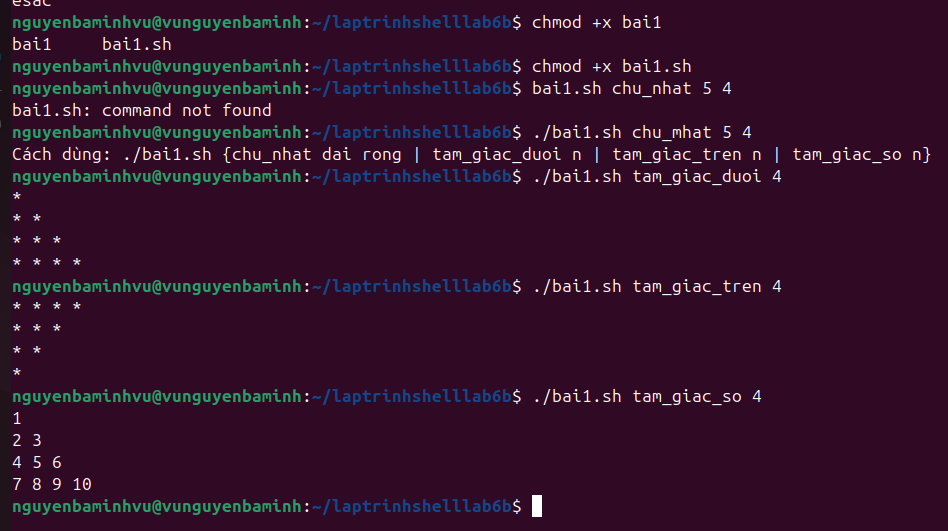 esac
nguyenbaminhvu@vunguyenbaminh:~/laptrinhshelllab6b$ chmod +x bai1
bai1     bai1.sh
nguyenbaminhvu@vunguyenbaminh:~/laptrinhshelllab6b$ chmod +x bai1.sh
nguyenbaminhvu@vunguyenbaminh:~/laptrinhshelllab6b$ bai1.sh chu_nhat 5 4
bai1.sh: command not found
nguyenbaminhvu@vunguyenbaminh:~/laptrinhshelllab6b$ ./bai1.sh chu_mhat 5 4
Cách dùng: ./bai1.sh {chu_nhat dai rong | tam_giac_duoi n | tam_giac_tren n | tam_giac_so n}
nguyenbaminhvu@vunguyenbaminh:~/laptrinhshelllab6b$ ./bai1.sh tam_giac_duoi 4
*
* *
* * *
* * * *
nguyenbaminhvu@vunguyenbaminh:~/laptrinhshelllab6b$ ./bai1.sh tam_giac_tren 4
* * * *
* * *
* *
*
nguyenbaminhvu@vunguyenbaminh:~/laptrinhshelllab6b$ ./bai1.sh tam_giac_so 4
1
2 3
4 5 6
7 8 9 10
nguyenbaminhvu@vunguyenbaminh:~/laptrinhshelllab6b$